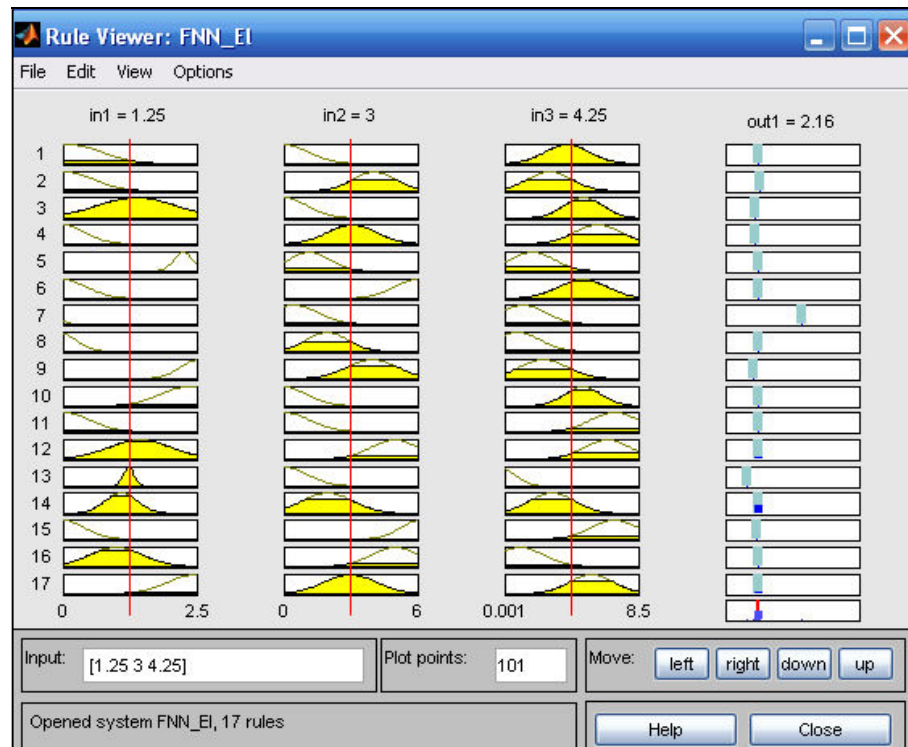 Rule Viewer: FNN_EI
File Edit View Options
in1 = 1.25 in2 = 3 in3 = 4.25 out1 = 2.16
1
2
3
4
5
6
7
8
9
10
11
12
13
14
15
16
17
0 2.5 0 6 0.001 8.5
Input: [1.25 3 4.25] Plot points: 101 Move: left right down up
Opened system FNN_EI, 17 rules Help Close